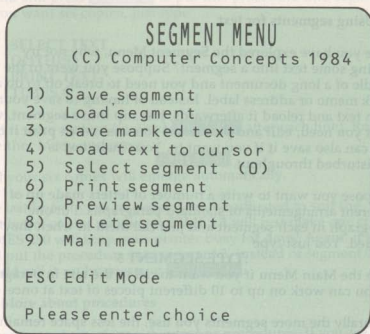 SEGMENT MENU
(C) Computer Concepts 1984
1) Save segment
2) Load segment
3) Save marked text
4) Load text to cursor
5) Select segment (0)
6) Print segment
7) Preview segment
8) Delete segment
9) Main menu
ESC Edit Mode
Please enter choice